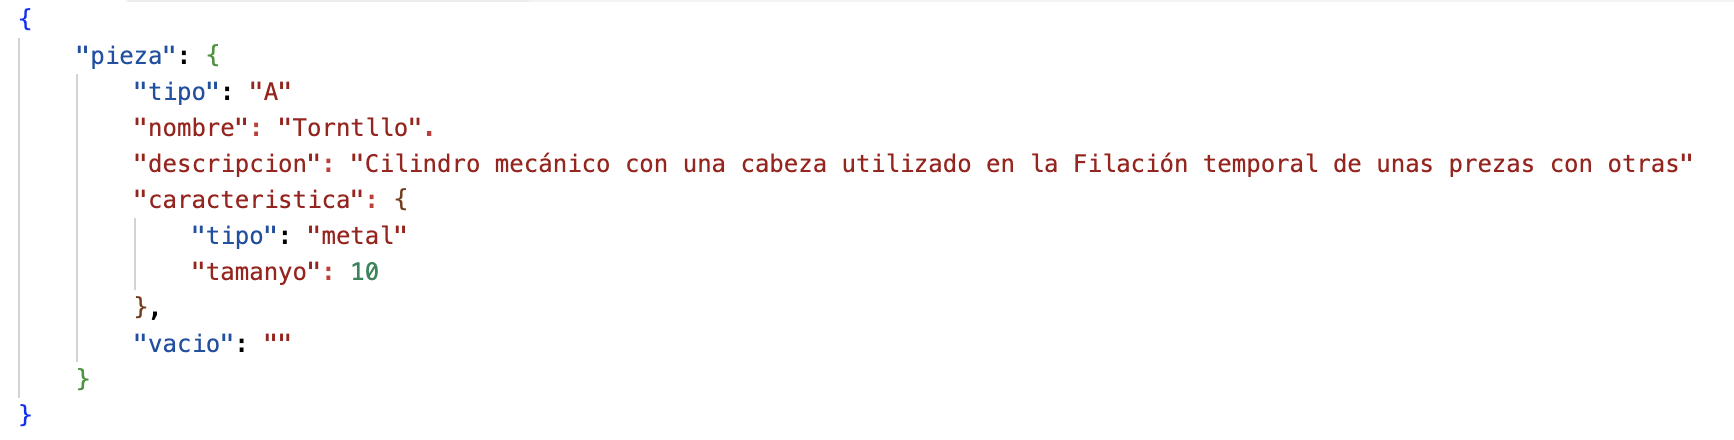 {
"pieza": {
"tipo": "A"
"nombre": "Torntllo".
"descripcion": "Cilindro mecánico con una cabeza utilizado en la Filación temporal de unas prezas con otras"
"caracteristica": {
"tipo": "metal"
"tamanyo": 10
},
"vacio": ""
}
}